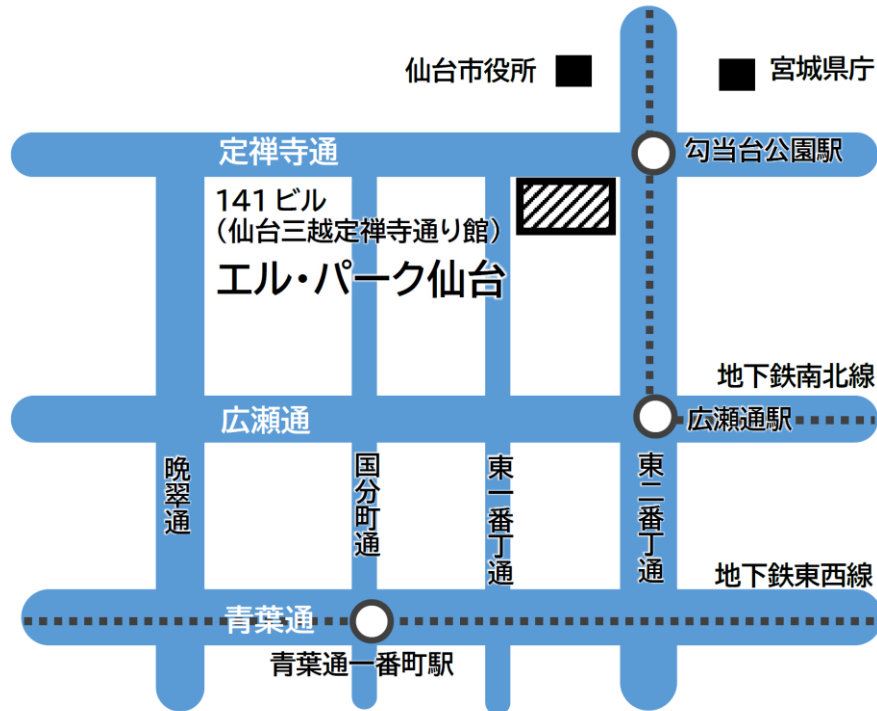 仙台市役所
宮城県庁
定禅寺通
勾当台公園駅
141ビル
（仙台三越定禅寺通り館）
エル・パーク仙台
地下鉄南北線
広瀬通
広瀬通駅
晩翠通
国分町通
東一番丁通
東二番丁通
地下鉄東西線
青葉通
青葉通一番町駅